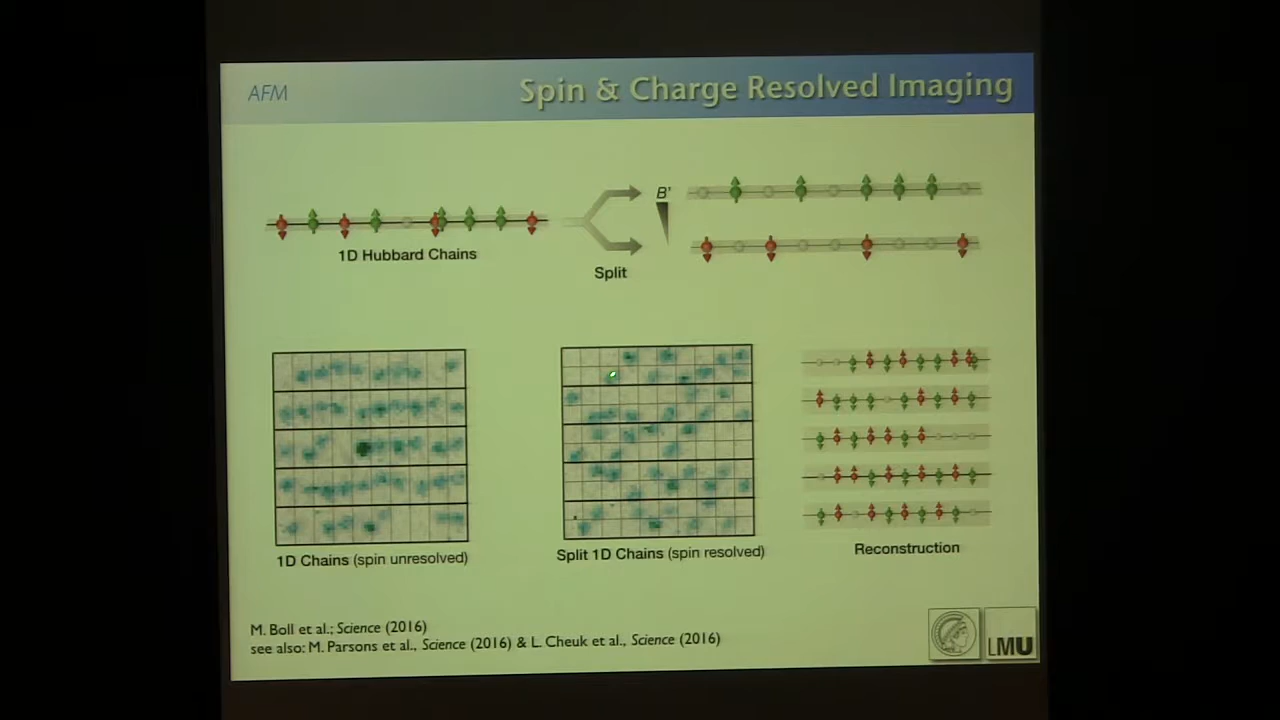 AFM
Spin & Charge Resolved Imaging
B'
1D Hubbard Chains
Split
1D Chains (spin unresolved)
Split 1D Chains (spin resolved)
Reconstruction
M. Boll et al.; Science (2016)
see also: M. Parsons et al., Science (2016) & L. Cheuk et al., Science (2016)
LMU